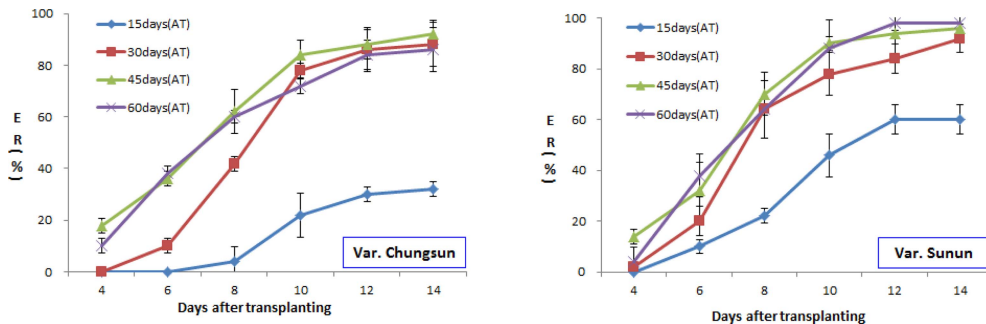 100
80
60
40
20
0
E R ( % )
15days(AT)
30days(AT)
45days(AT)
60days(AT)
4 6 8 10 12 14
Days after transplanting
Var. Chungsun
100
80
60
40
20
0
E R ( % )
15days(AT)
30days(AT)
45days(AT)
60days(AT)
4 6 8 10 12 14
Days after transplanting
Var. Sunun